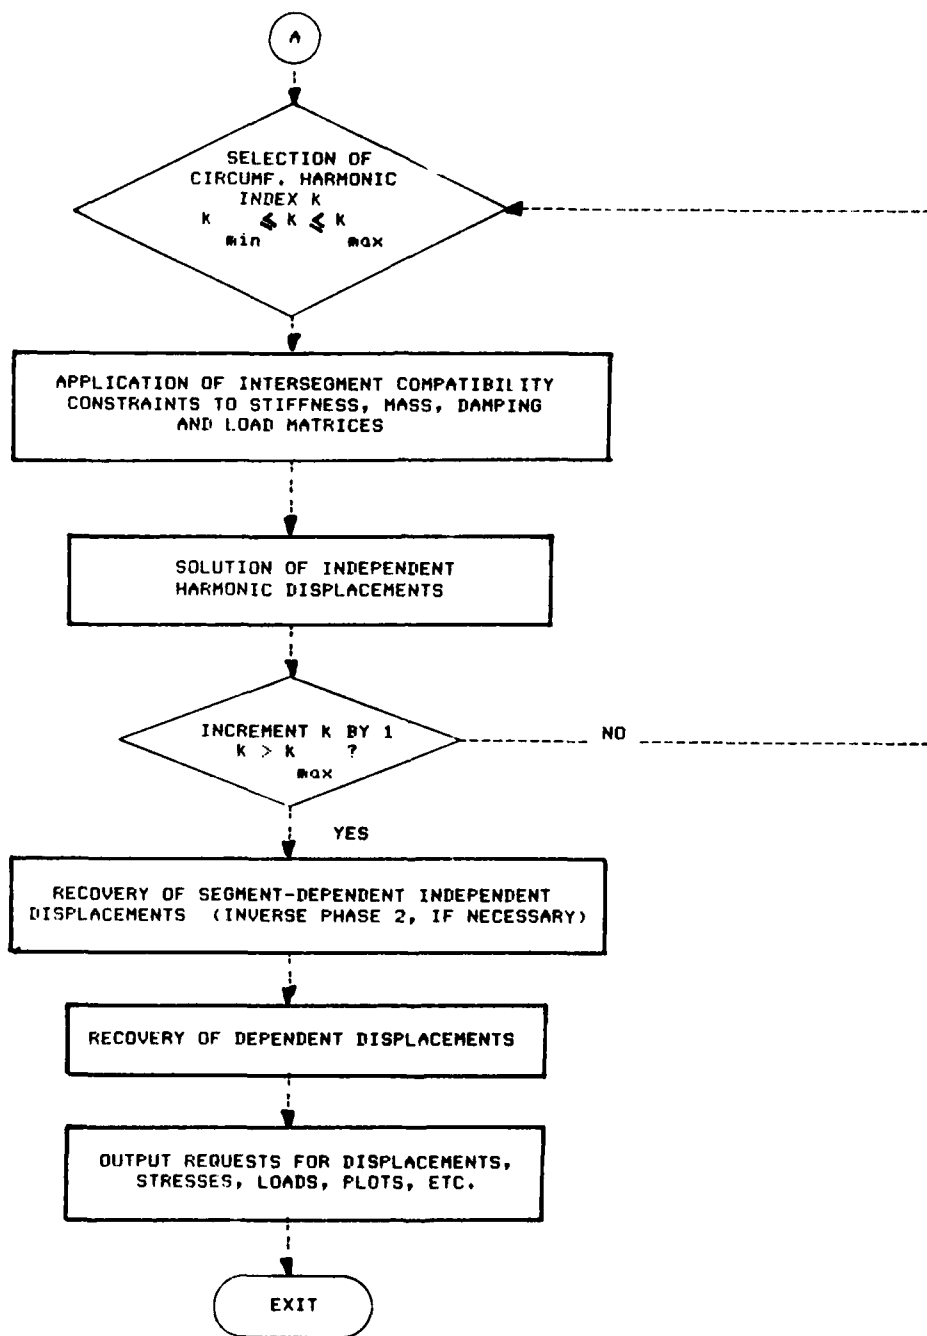 A
SELECTION OF
CIRCUMF. HARMONIC
INDEX K
K min ≤ K ≤ K max
APPLICATION OF INTERSEGMENT COMPATIBILITY
CONSTRAINTS TO STIFFNESS, MASS, DAMPING
AND LOAD MATRICES
SOLUTION OF INDEPENDENT
HARMONIC DISPLACEMENTS
INCREMENT K BY 1
K > K max ?
NO
YES
RECOVERY OF SEGMENT-DEPENDENT INDEPENDENT
DISPLACEMENTS (INVERSE PHASE 2, IF NECESSARY)
RECOVERY OF DEPENDENT DISPLACEMENTS
OUTPUT REQUESTS FOR DISPLACEMENTS,
STRESSES, LOADS, PLOTS, ETC.
EXIT